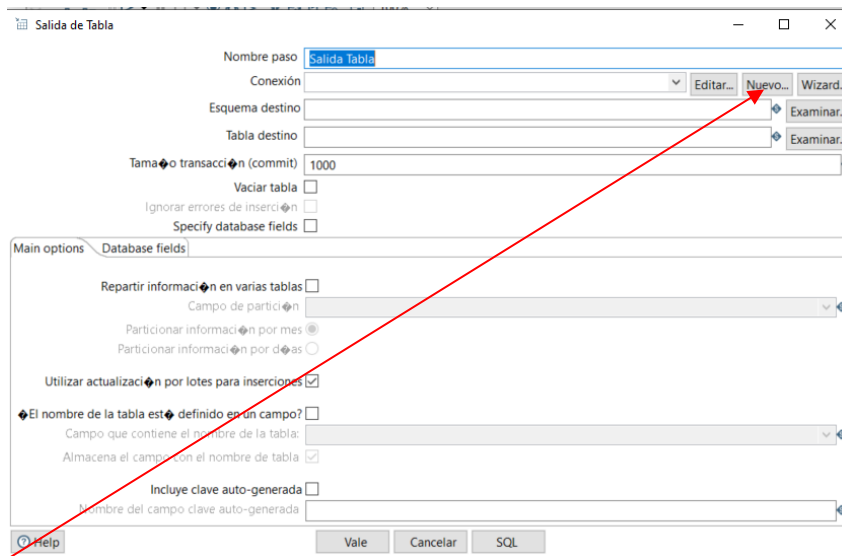 Salida de Tabla
Nombre paso Salida Tabla
Conexión Editar... Nuevo... Wizard.
Esquema destino Examinar.
Tabla destino Examinar.
Tama�o transacci�n (commit) 1000
Vaciar tabla
Ignorar errores de inserci�n
Specify database fields
Main options Database fields
Repartir informaci�n en varias tablas
Campo de partici�n
Particionar informaci�n por mes
Particionar informaci�n por d�as
Utilizar actualizaci�n por lotes para inserciones
�El nombre de la tabla est� definido en un campo?
Campo que contiene el nombre de la tabla:
Almacena el campo con el nombre de tabla
Incluye clave auto-generada
Nombre del campo clave auto-generada
Help Vale Cancelar SQL